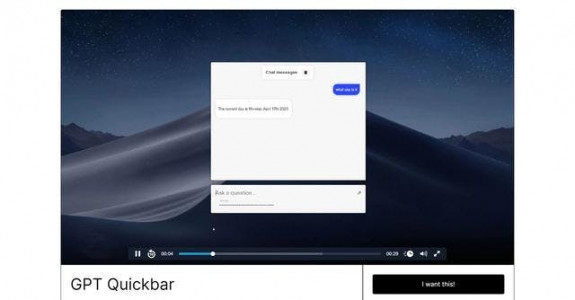 Chat messages
what day is it
The current day is Monday, April 17th 2023.
Ask a question...
00:04
00:29
GPT Quickbar
I want this!